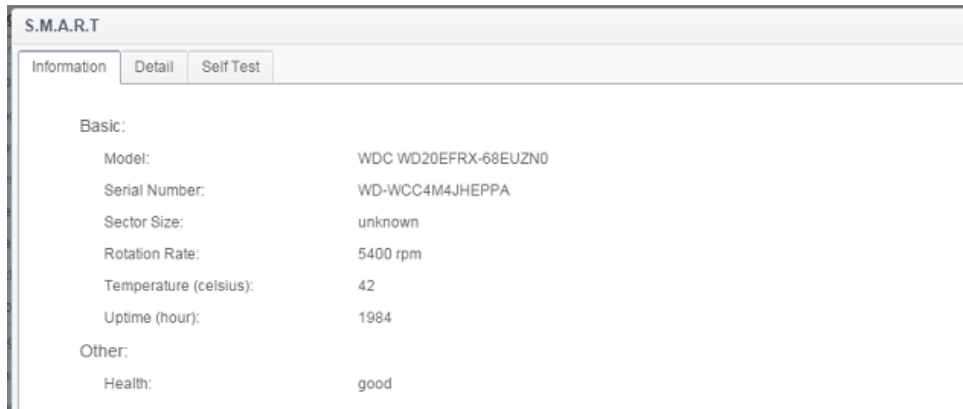 S.M.A.R.T
Information Detail Self Test
Basic:
Model: WDC WD20EFRX-68EUZN0
Serial Number: WD-WCC4M4JHEPPA
Sector Size: unknown
Rotation Rate: 5400 rpm
Temperature (celsius): 42
Uptime (hour): 1984
Other:
Health: good